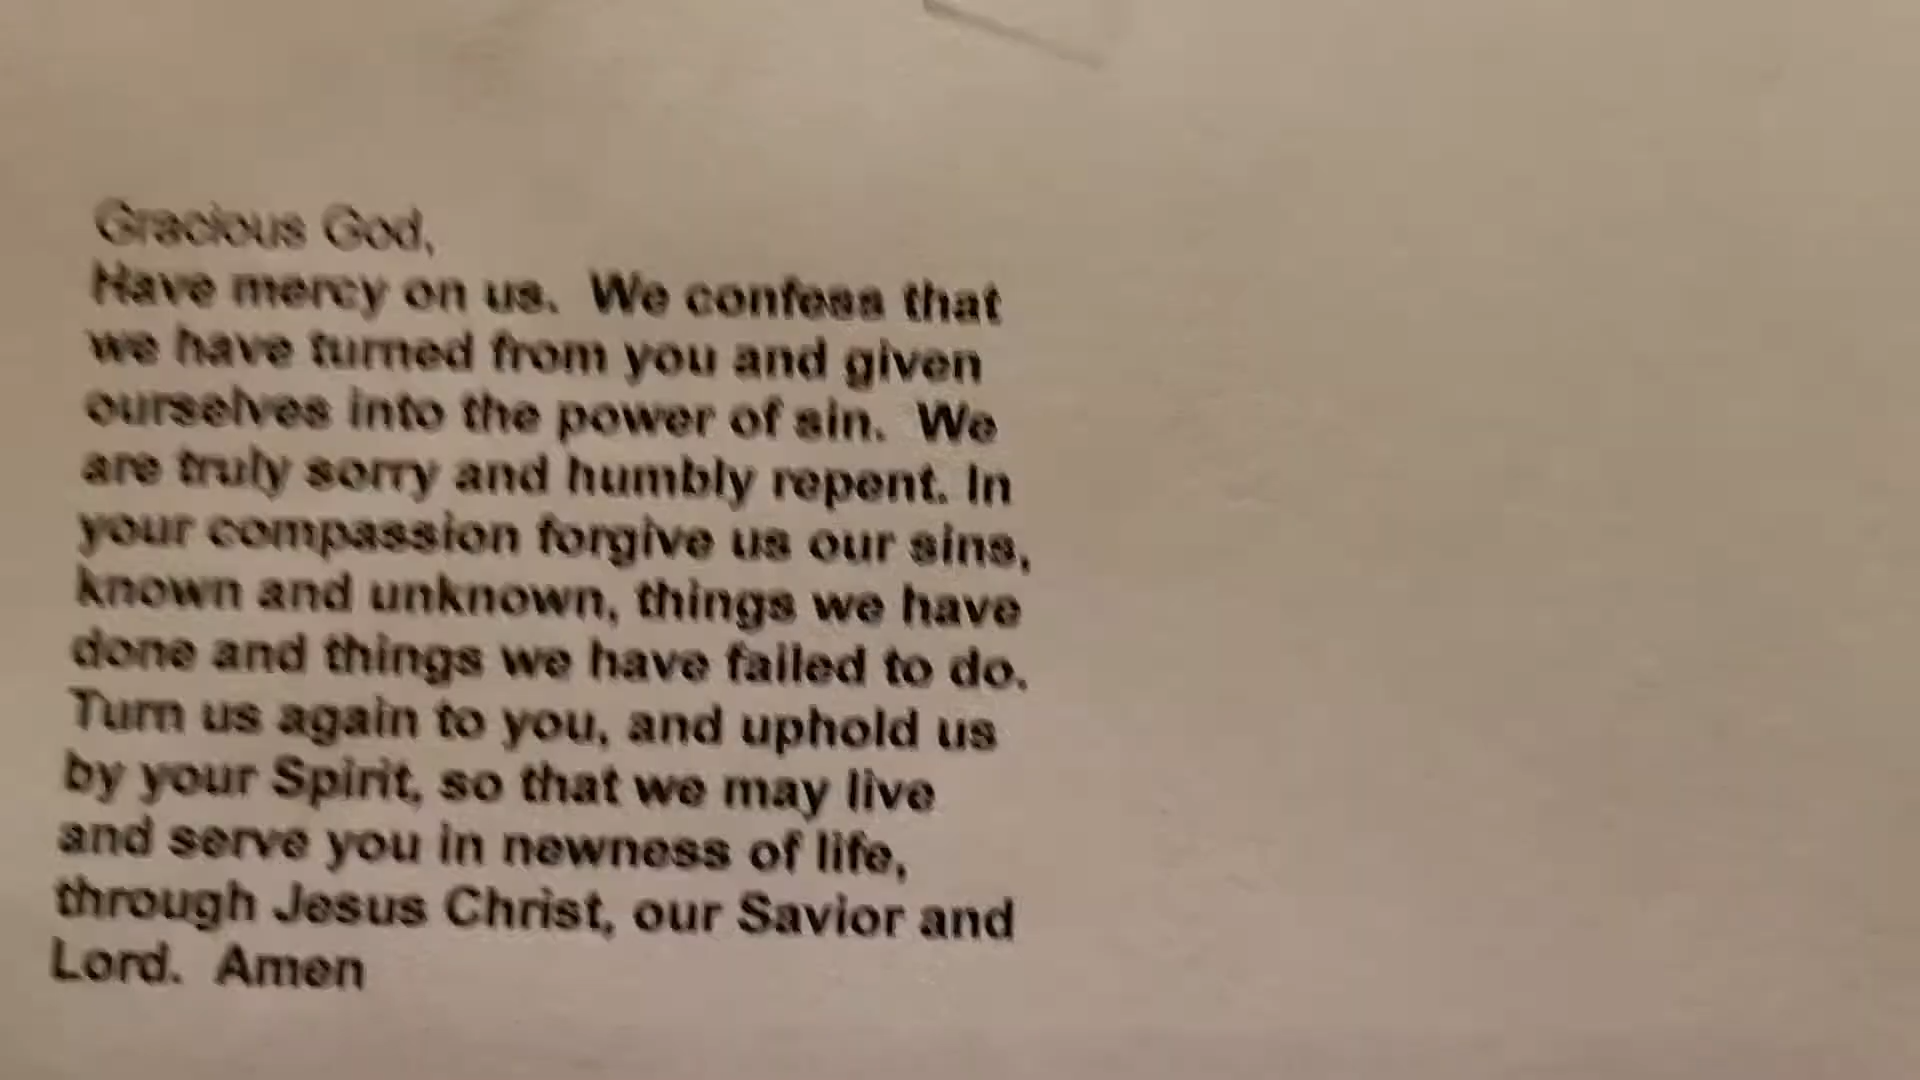 Gracious God,
Have mercy on us. We confess that
we have turned from you and given
ourselves into the power of sin. We
are truly sorry and humbly repent. In
your compassion forgive us our sins,
known and unknown, things we have
done and things we have failed to do.
Turn us again to you, and uphold us
by your Spirit, so that we may live
and serve you in newness of life,
through Jesus Christ, our Savior and
Lord. Amen